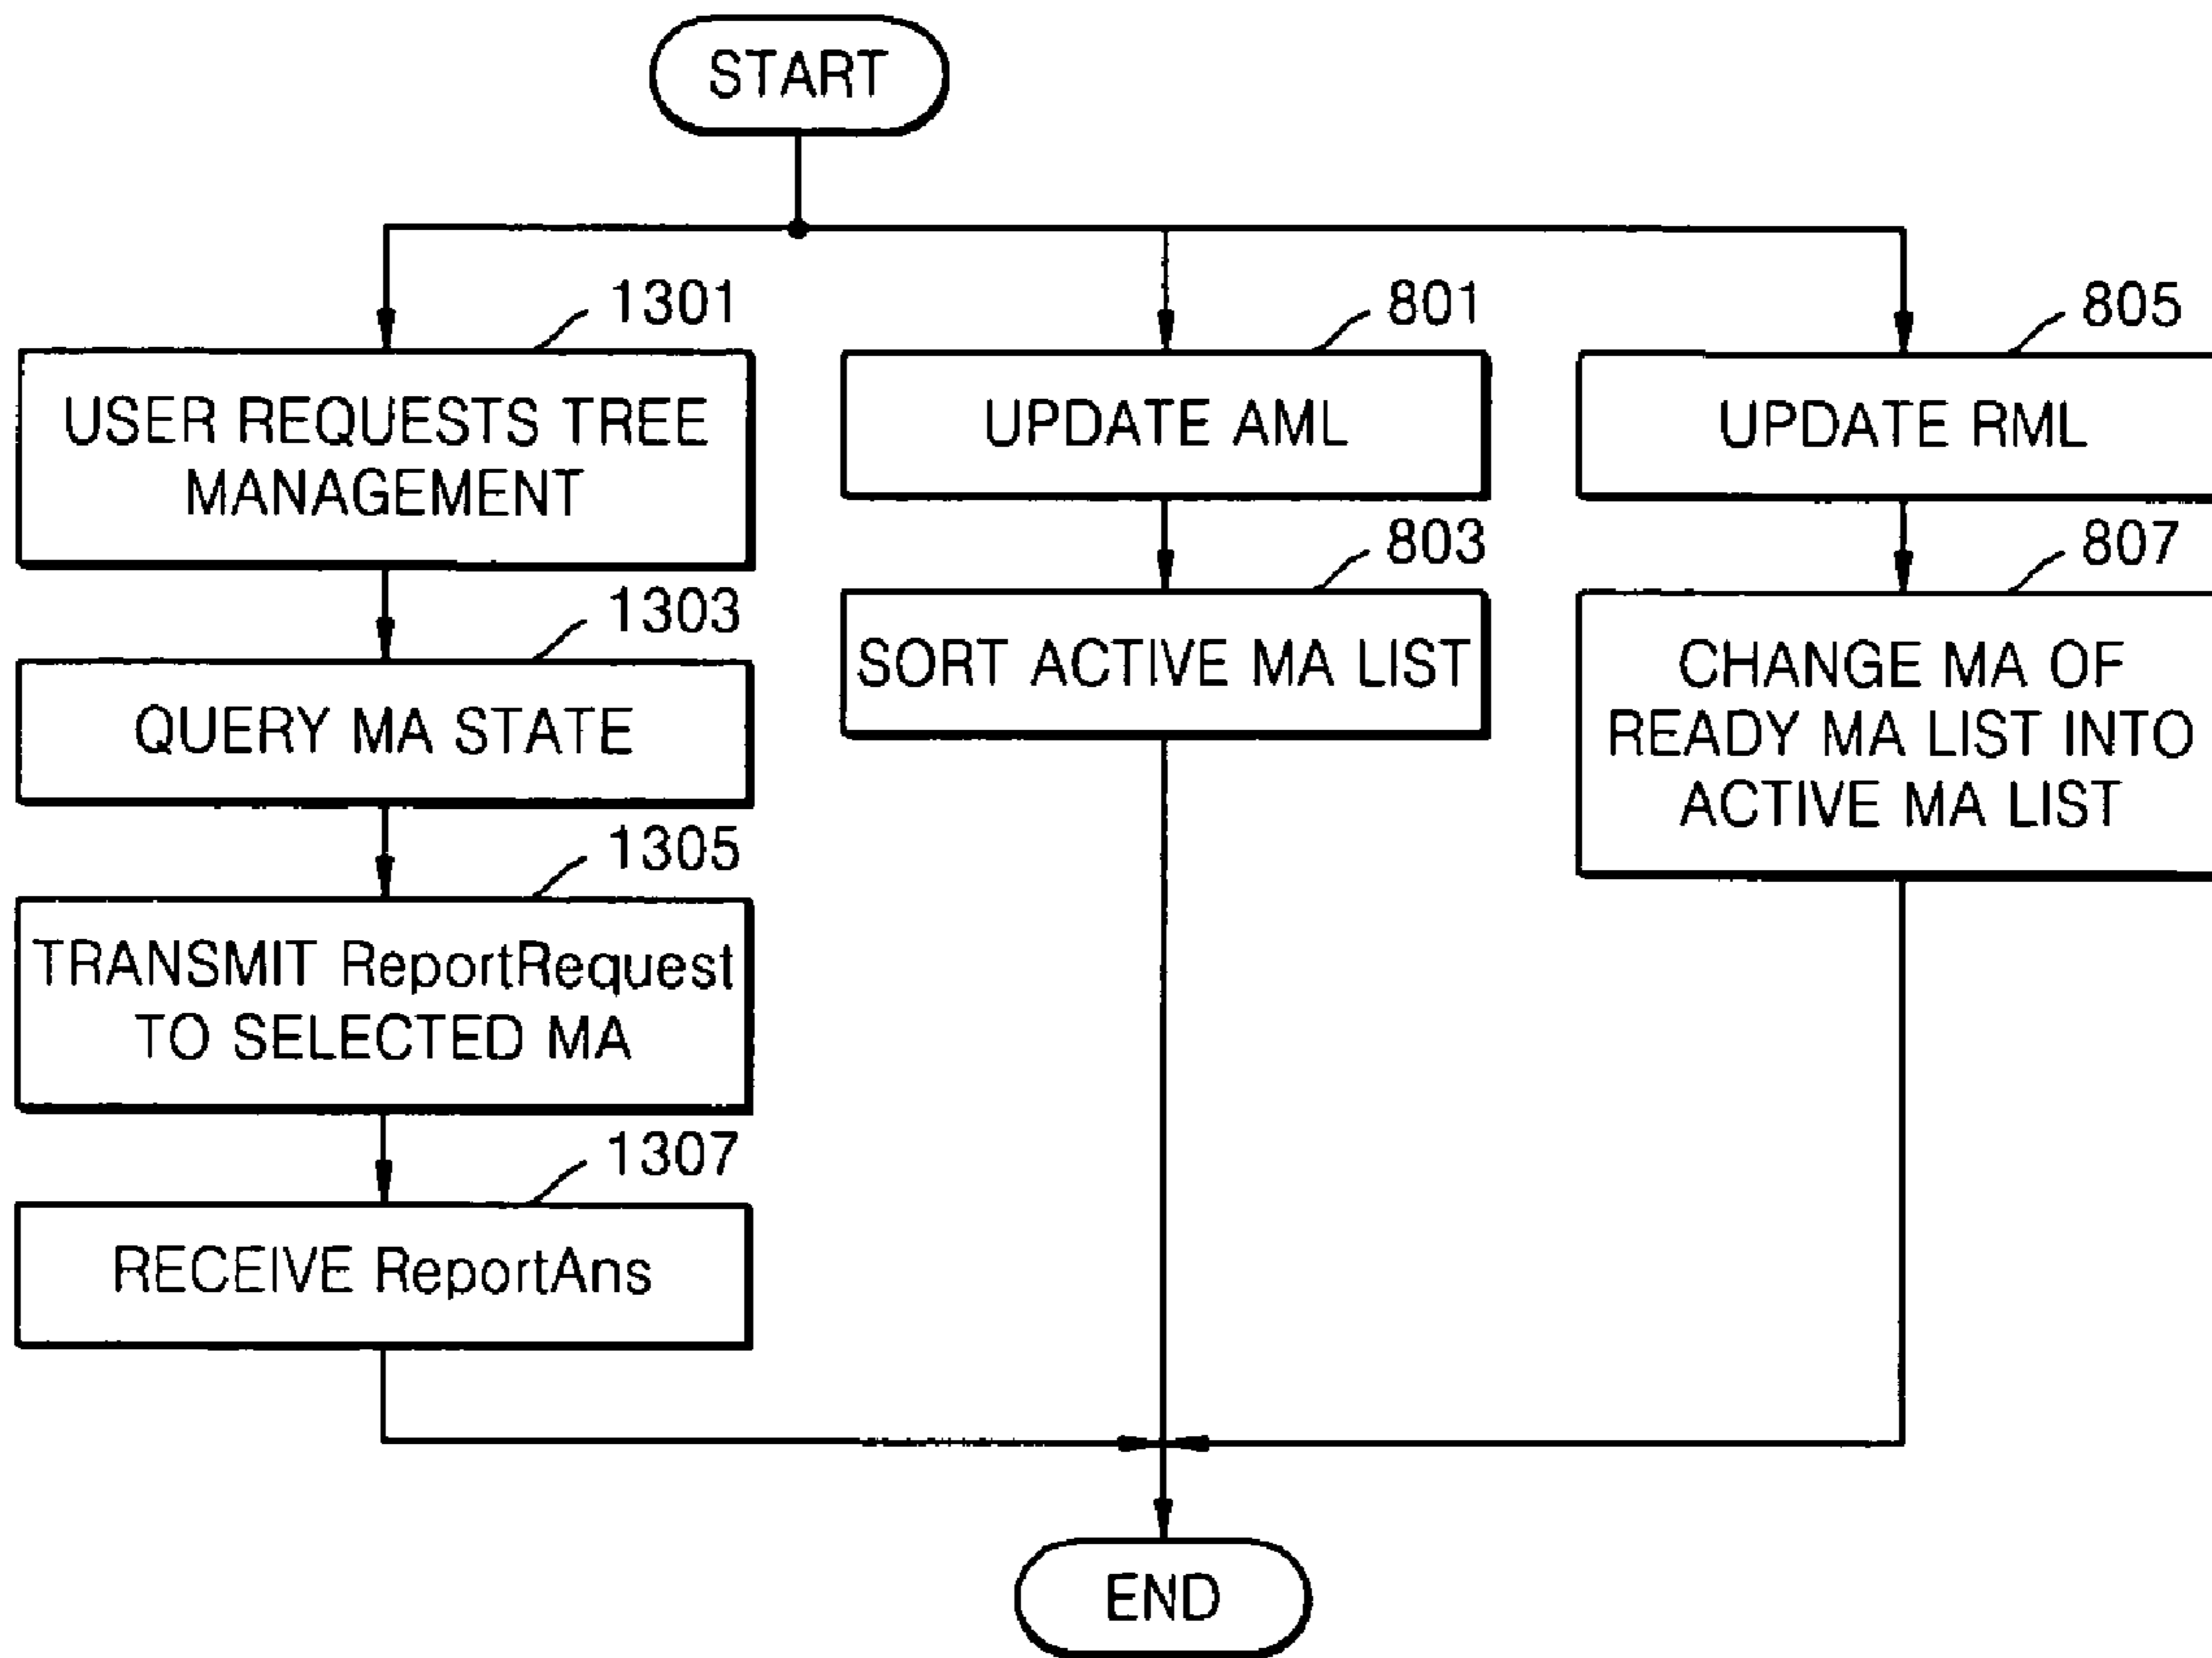 START
1301
USER REQUESTS TREE
MANAGEMENT
1303
QUERY MA STATE
1305
TRANSMIT ReportRequest
TO SELECTED MA
1307
RECEIVE ReportAns
801
UPDATE AML
803
SORT ACTIVE MA LIST
805
UPDATE RML
807
CHANGE MA OF
READY MA LIST INTO
ACTIVE MA LIST
END